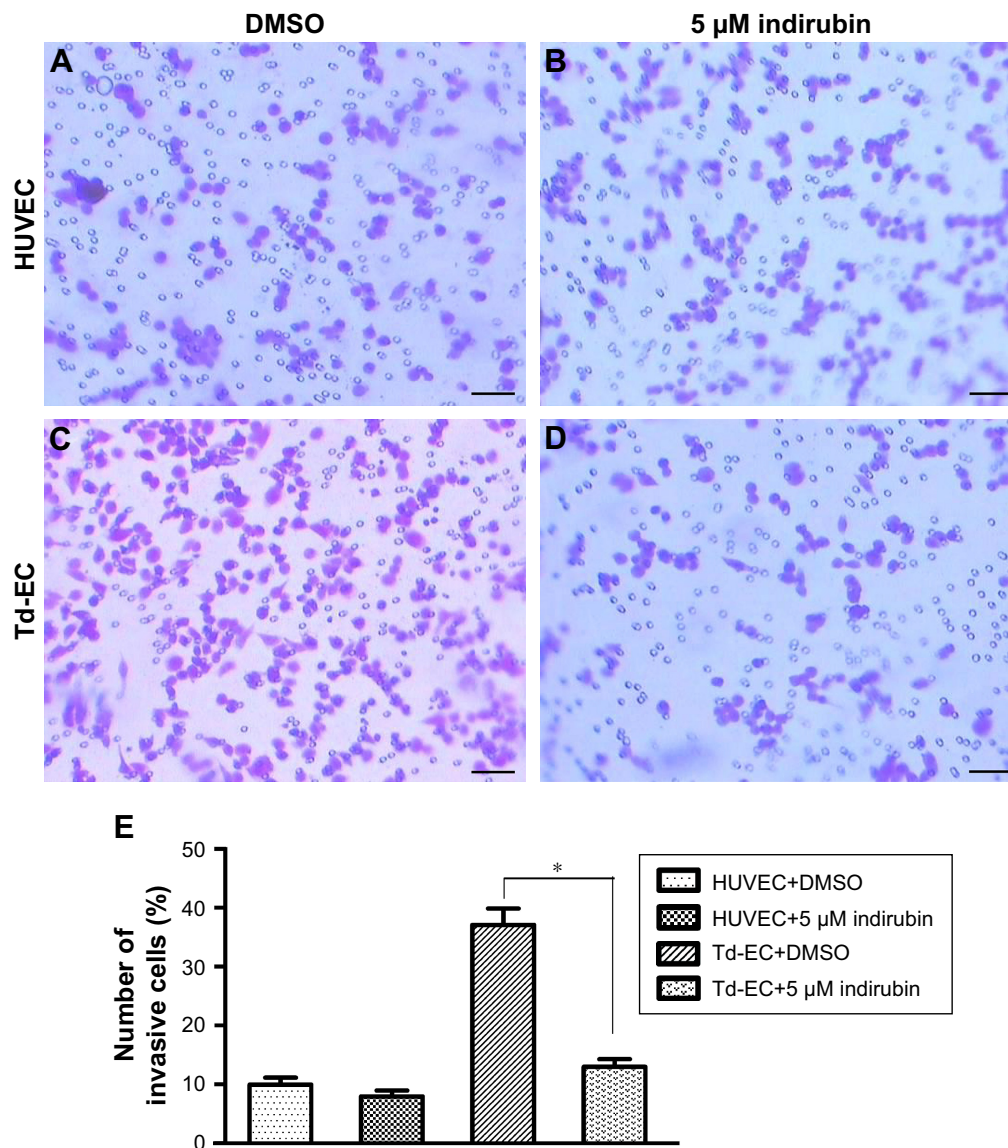 DMSO
5 µM indirubin
HUVEC
A
B
Td-EC
C
D
E
Number of
invasive cells (%)
50
40
30
20
10
0
*
HUVEC+DMSO
HUVEC+5 µM indirubin
Td-EC+DMSO
Td-EC+5 µM indirubin